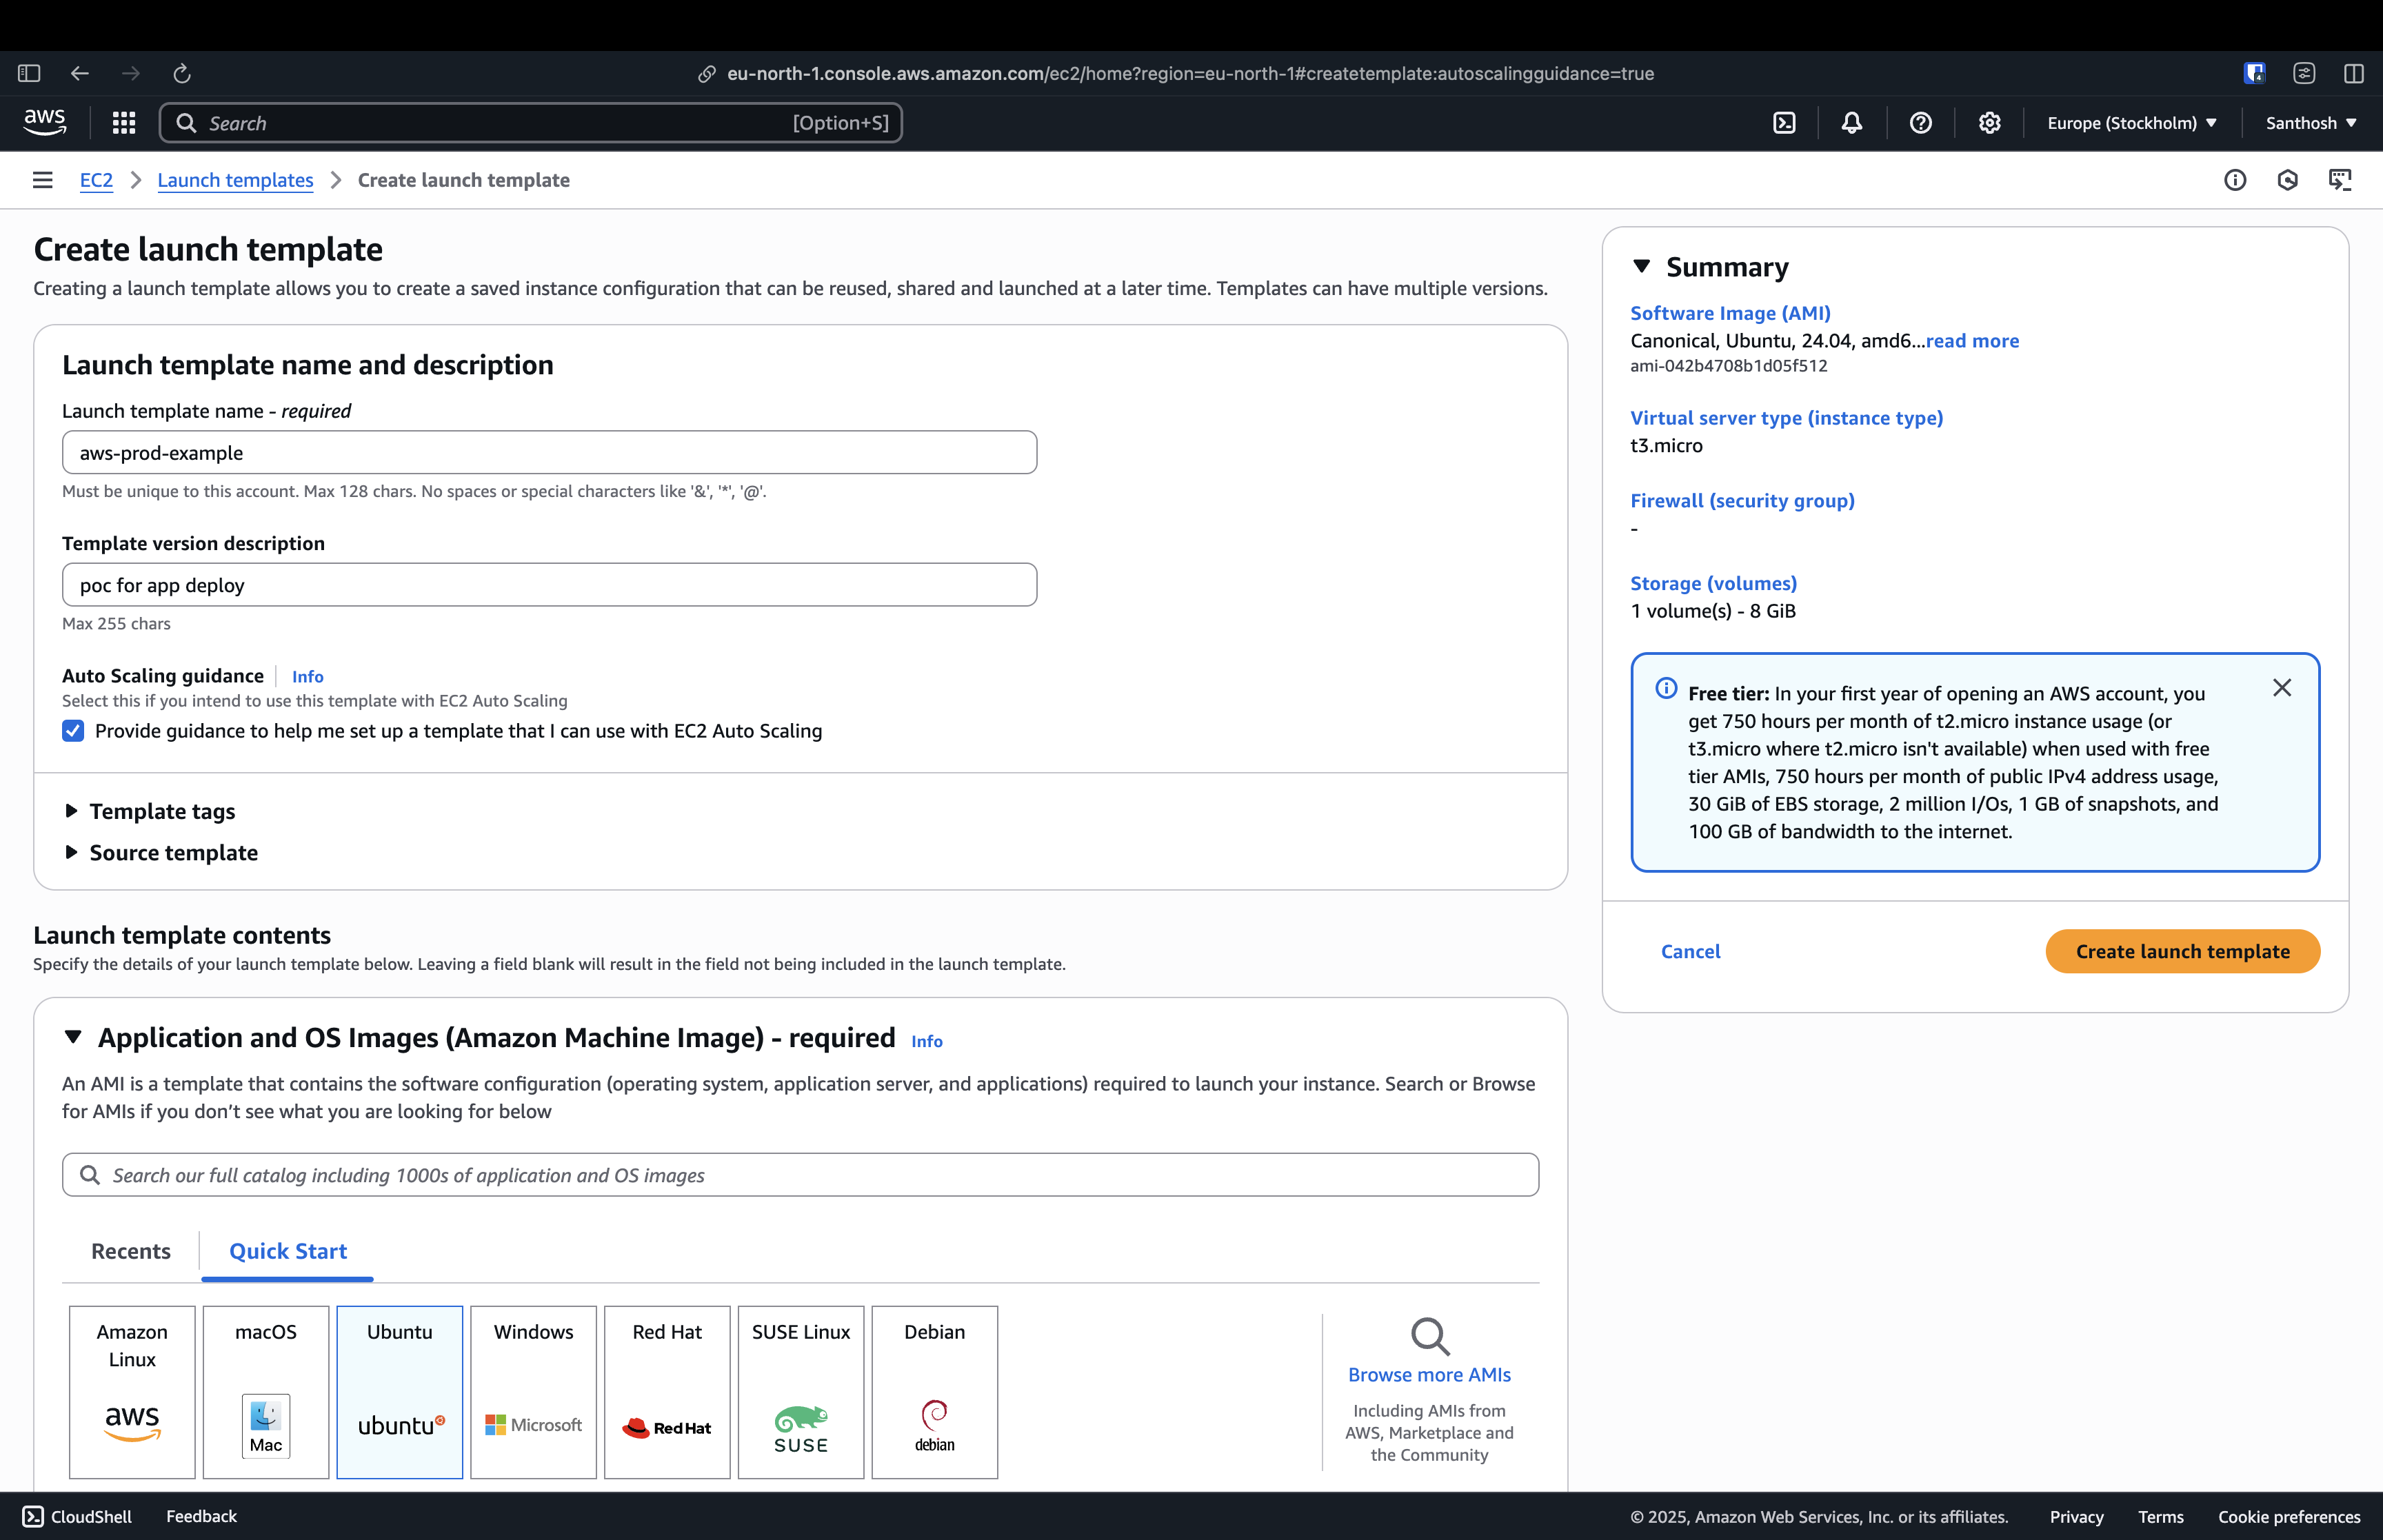 eu-north-1.console.aws.amazon.com/ec2/home?region=eu-north-1#createtemplate:autoscalingguidance=true
aws
Search
[Option+S]
Europe (Stockholm)
Santhosh
EC2
Launch templates
Create launch template
Create launch template
Creating a launch template allows you to create a saved instance configuration that can be reused, shared and launched at a later time. Templates can have multiple versions.
Launch template name and description
Launch template name - required
aws-prod-example
Must be unique to this account. Max 128 chars. No spaces or special characters like '&', '*', '@'.
Template version description
poc for app deploy
Max 255 chars
Auto Scaling guidance
Info
Select this if you intend to use this template with EC2 Auto Scaling
Provide guidance to help me set up a template that I can use with EC2 Auto Scaling
Template tags
Source template
Launch template contents
Specify the details of your launch template below. Leaving a field blank will result in the field not being included in the launch template.
Application and OS Images (Amazon Machine Image) - required
Info
An AMI is a template that contains the software configuration (operating system, application server, and applications) required to launch your instance. Search or Browse
for AMIs if you don't see what you are looking for below
Search our full catalog including 1000s of application and OS images
Recents
Quick Start
Amazon
Linux
aws
macOS
Mac
Ubuntu
ubuntu
Windows
Microsoft
Red Hat
Red Hat
SUSE Linux
SUSE
Debian
debian
Browse more AMIs
Including AMIs from
AWS, Marketplace and
the Community
Summary
Software Image (AMI)
Canonical, Ubuntu, 24.04, amd6...read more
ami-042b4708b1d05f512
Virtual server type (instance type)
t3.micro
Firewall (security group)
-
Storage (volumes)
1 volume(s) - 8 GiB
Free tier: In your first year of opening an AWS account, you
get 750 hours per month of t2.micro instance usage (or
t3.micro where t2.micro isn't available) when used with free
tier AMIs, 750 hours per month of public IPv4 address usage,
30 GiB of EBS storage, 2 million I/Os, 1 GB of snapshots, and
100 GB of bandwidth to the internet.
Cancel
Create launch template
CloudShell
Feedback
© 2025, Amazon Web Services, Inc. or its affiliates.
Privacy
Terms
Cookie preferences